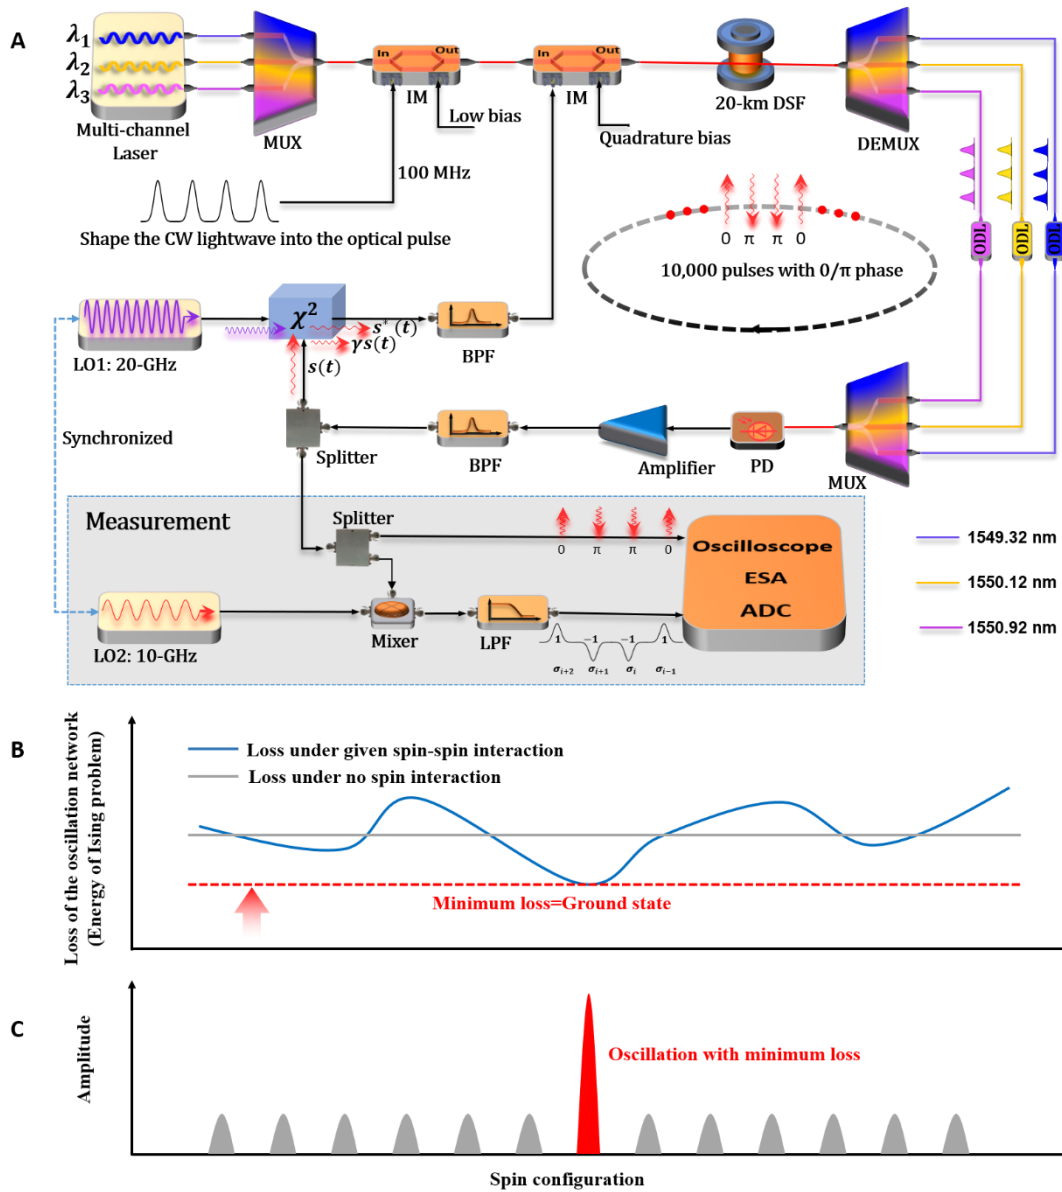 A
λ1
λ2
λ3
Multi-channel
Laser
MUX
In
Out
IM
Low bias
In
Out
IM
Quadrature bias
20-km DSF
DEMUX
100 MHz
Shape the CW lightwave into the optical pulse
0 π π 0
10,000 pulses with 0/π phase
ODL
ODL
ODL
LO1: 20-GHz
χ²
s*(t)
γs(t)
s(t)
BPF
Synchronized
Splitter
BPF
Amplifier
PD
MUX
Measurement
Splitter
0 π π 0
Oscilloscope
ESA
ADC
LO2: 10-GHz
Mixer
LPF
1 −1 −1 1
σi+2 σi+1 σi σi−1
1549.32 nm
1550.12 nm
1550.92 nm
B
Loss of the oscillation network
(Energy of Ising problem)
Loss under given spin-spin interaction
Loss under no spin interaction
Minimum loss=Ground state
C
Amplitude
Oscillation with minimum loss
Spin configuration